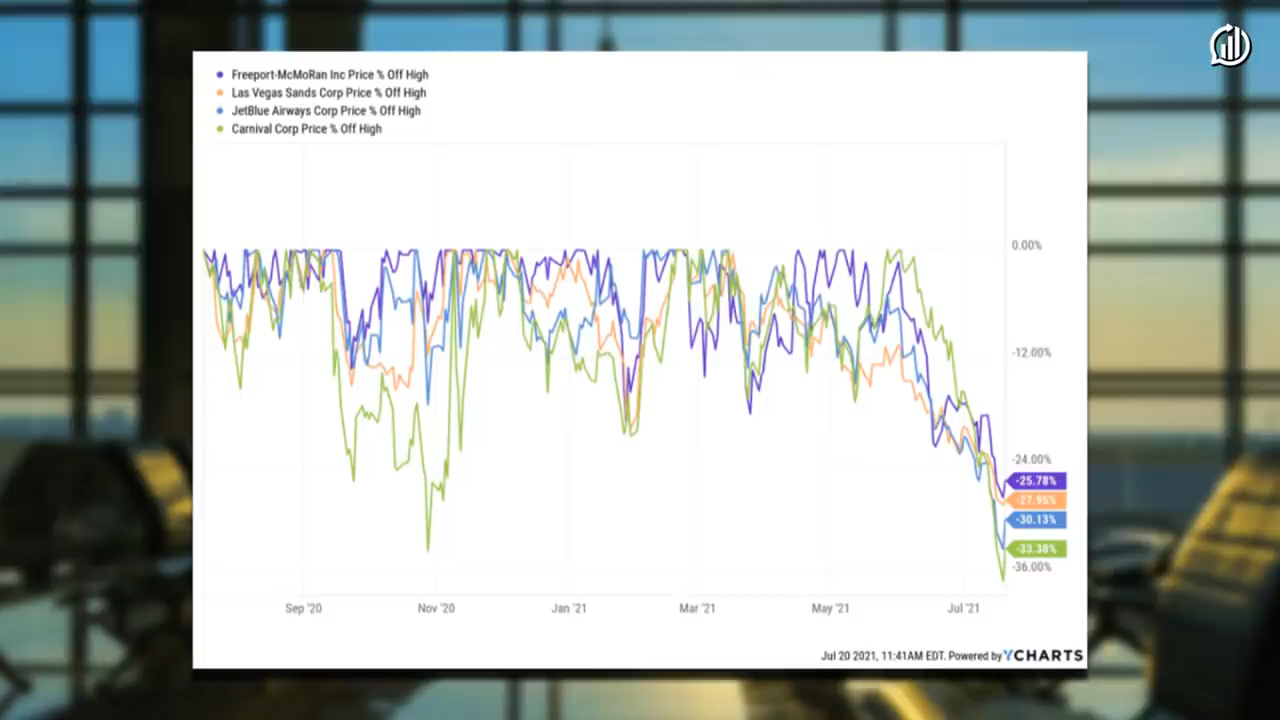 Freeport-McMoRan Inc Price % Off High
Las Vegas Sands Corp Price % Off High
JetBlue Airways Corp Price % Off High
Carnival Corp Price % Off High
0.00%
-12.00%
-24.00%
-25.78%
-27.95%
-30.13%
-33.38%
-36.00%
Sep '20 Nov '20 Jan '21 Mar '21 May '21 Jul '21
Jul 20 2021, 11:41AM EDT. Powered by YCHARTS